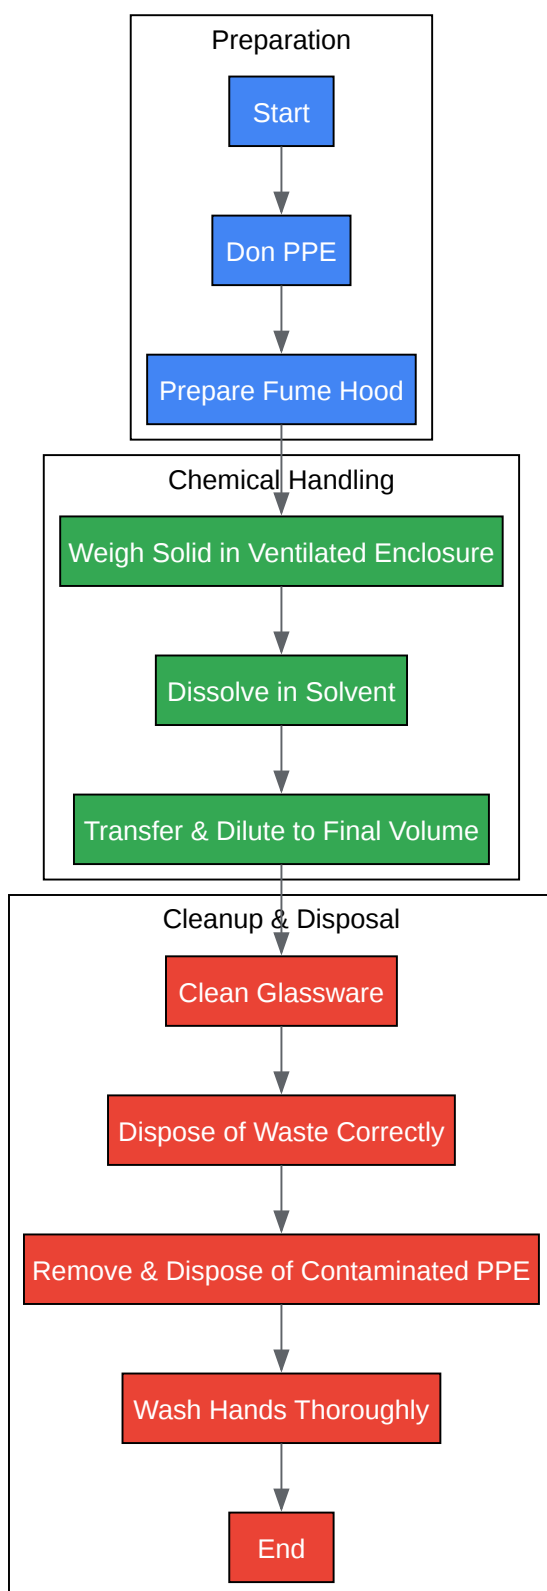 Preparation
Start
Don PPE
Prepare Fume Hood
Chemical Handling
Weigh Solid in Ventilated Enclosure
Dissolve in Solvent
Transfer & Dilute to Final Volume
Cleanup & Disposal
Clean Glassware
Dispose of Waste Correctly
Remove & Dispose of Contaminated PPE
Wash Hands Thoroughly
End